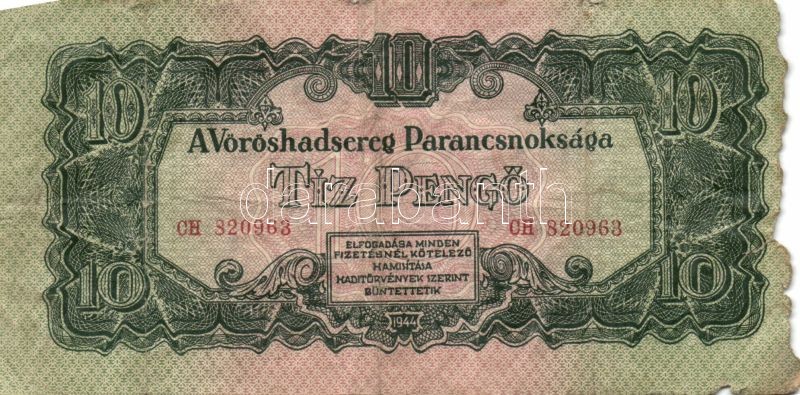 10
10 10
A Vöröshadsereg Parancsnoksága
TÍZ PENGŐ
darabanth
CH 820963 CH 820963
ELFOGADÁSA MINDEN
FIZETÉSNÉL KÖTELEZŐ
HAMISÍTÁSA
HADITÖRVÉNYEK SZERINT
BÜNTETTETIK
10 10
1944